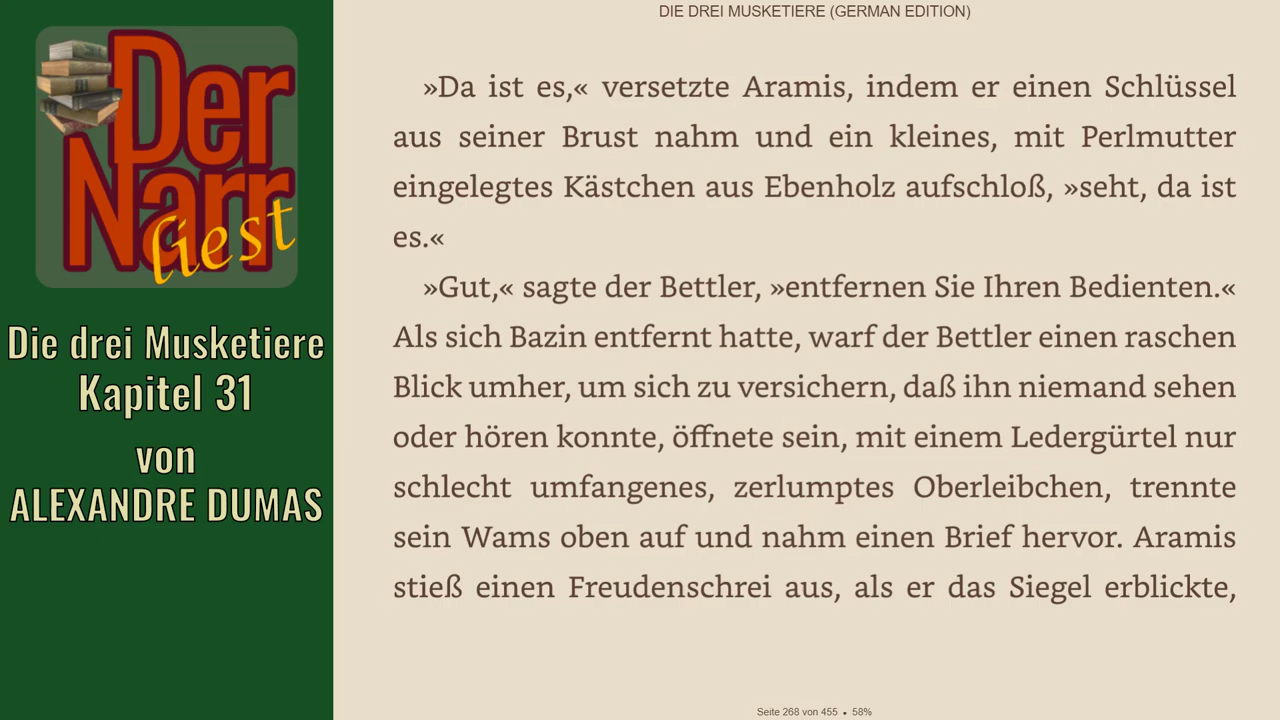 Der
Narr
liest
Die drei Musketiere
Kapitel 31
von
ALEXANDRE DUMAS
DIE DREI MUSKETIERE (GERMAN EDITION)
»Da ist es,« versetzte Aramis, indem er einen Schlüssel
aus seiner Brust nahm und ein kleines, mit Perlmutter
eingelegtes Kästchen aus Ebenholz aufschloß, »seht, da ist
es.«
»Gut,« sagte der Bettler, »entfernen Sie Ihren Bedienten.«
Als sich Bazin entfernt hatte, warf der Bettler einen raschen
Blick umher, um sich zu versichern, daß ihn niemand sehen
oder hören konnte, öffnete sein, mit einem Ledergürtel nur
schlecht umfangenes, zerlumptes Oberleibchen, trennte
sein Wams oben auf und nahm einen Brief hervor. Aramis
stieß einen Freudenschrei aus, als er das Siegel erblickte,
Seite 268 von 455 • 58%